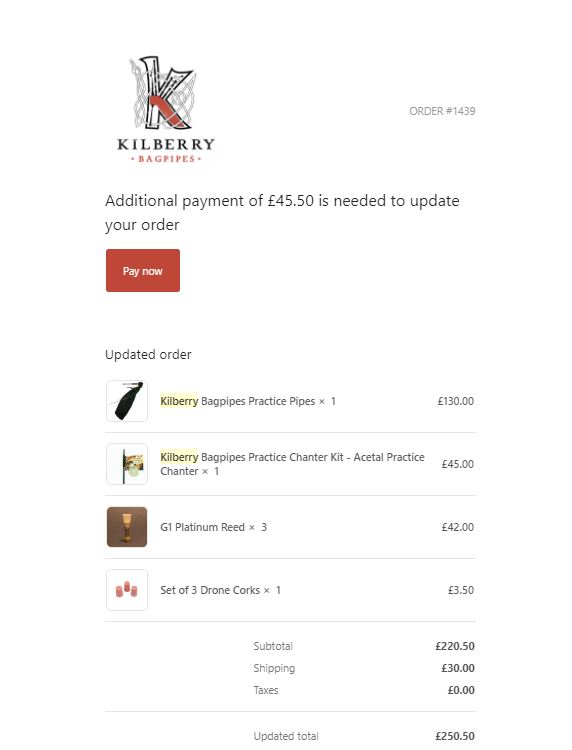 K
KILBERRY
• BAGPIPES •
ORDER #1439
Additional payment of £45.50 is needed to update
your order
Pay now
Updated order
Kilberry Bagpipes Practice Pipes × 1
£130.00
Kilberry Bagpipes Practice Chanter Kit - Acetal Practice
Chanter × 1
£45.00
G1 Platinum Reed × 3
£42.00
Set of 3 Drone Corks × 1
£3.50
Subtotal £220.50
Shipping £30.00
Taxes £0.00
Updated total £250.50